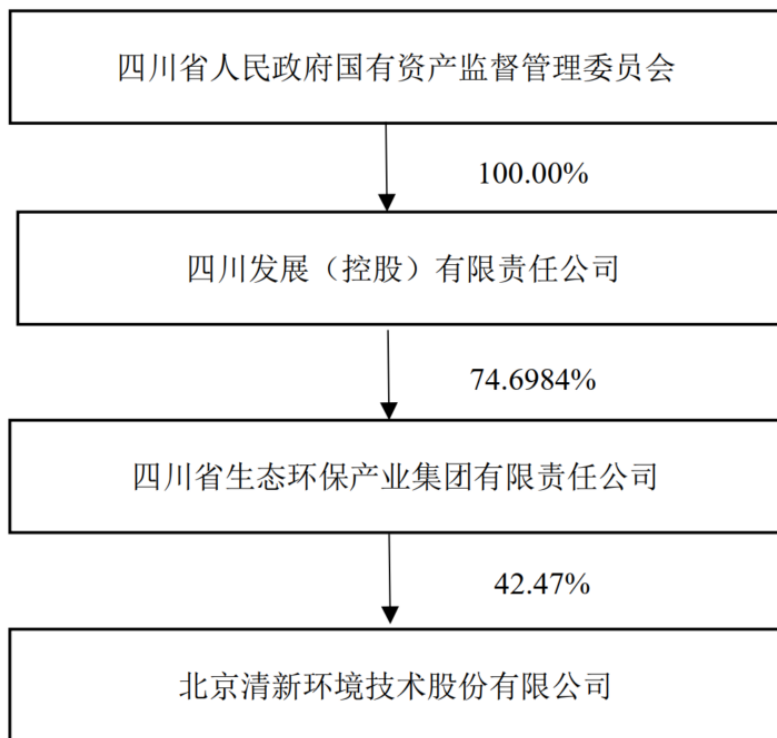 四川省人民政府国有资产监督管理委员会
100.00%
四川发展（控股）有限责任公司
74.6984%
四川省生态环保产业集团有限责任公司
42.47%
北京清新环境技术股份有限公司